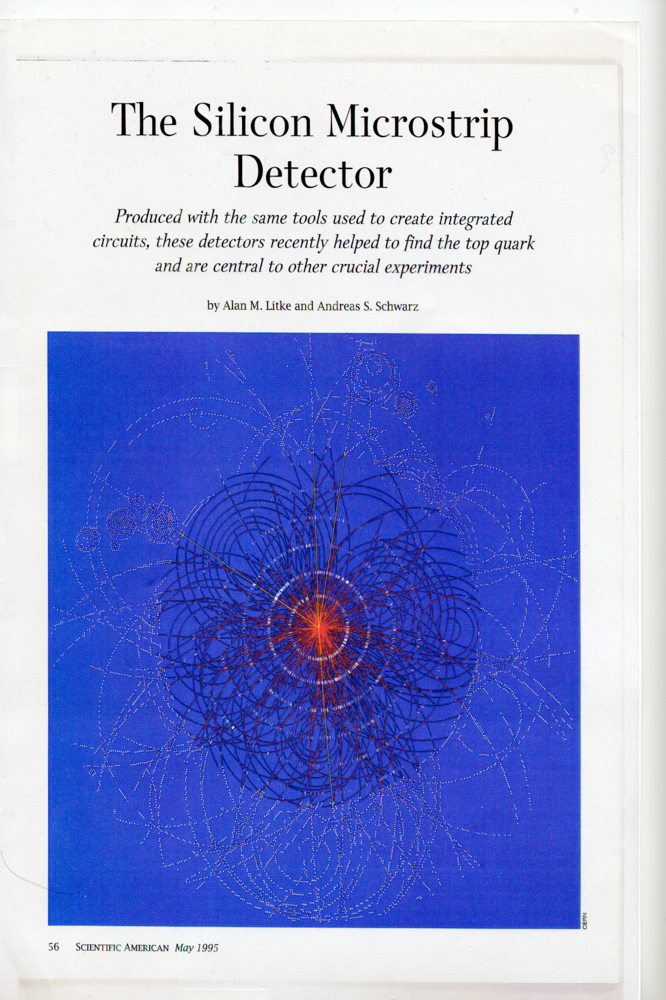 The Silicon Microstrip
Detector
Produced with the same tools used to create integrated
circuits, these detectors recently helped to find the top quark
and are central to other crucial experiments
by Alan M. Litke and Andreas S. Schwarz
CERN
56 SCIENTIFIC AMERICAN May 1995